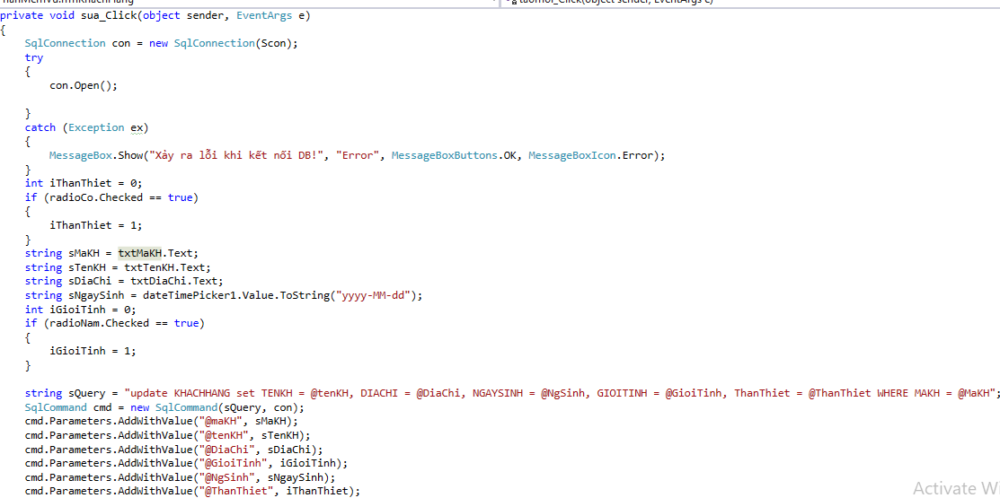 private void sua_Click(object sender, EventArgs e)
{
SqlConnection con = new SqlConnection(Scon);
try
{
con.Open();
}
catch (Exception ex)
{
MessageBox.Show("Xảy ra lỗi khi kết nối DB!", "Error", MessageBoxButtons.OK, MessageBoxIcon.Error);
}
int iThanThiet = 0;
if (radioCo.Checked == true)
{
iThanThiet = 1;
}
string sMaKH = txtMaKH.Text;
string sTenKH = txtTenKH.Text;
string sDiaChi = txtDiaChi.Text;
string sNgaySinh = dateTimePicker1.Value.ToString("yyyy-MM-dd");
int iGioiTinh = 0;
if (radioNam.Checked == true)
{
iGioiTinh = 1;
}
string sQuery = "update KHACHHANG set TENKH = @tenKH, DIACHI = @DiaChi, NGAYSINH = @NgSinh, GIOITINH = @GioiTinh, ThanThiet = @ThanThiet WHERE MAKH = @MaKH";
SqlCommand cmd = new SqlCommand(sQuery, con);
cmd.Parameters.AddWithValue("@maKH", sMaKH);
cmd.Parameters.AddWithValue("@tenKH", sTenKH);
cmd.Parameters.AddWithValue("@DiaChi", sDiaChi);
cmd.Parameters.AddWithValue("@GioiTinh", iGioiTinh);
cmd.Parameters.AddWithValue("@NgSinh", sNgaySinh);
cmd.Parameters.AddWithValue("@ThanThiet", iThanThiet);
Activate Wi